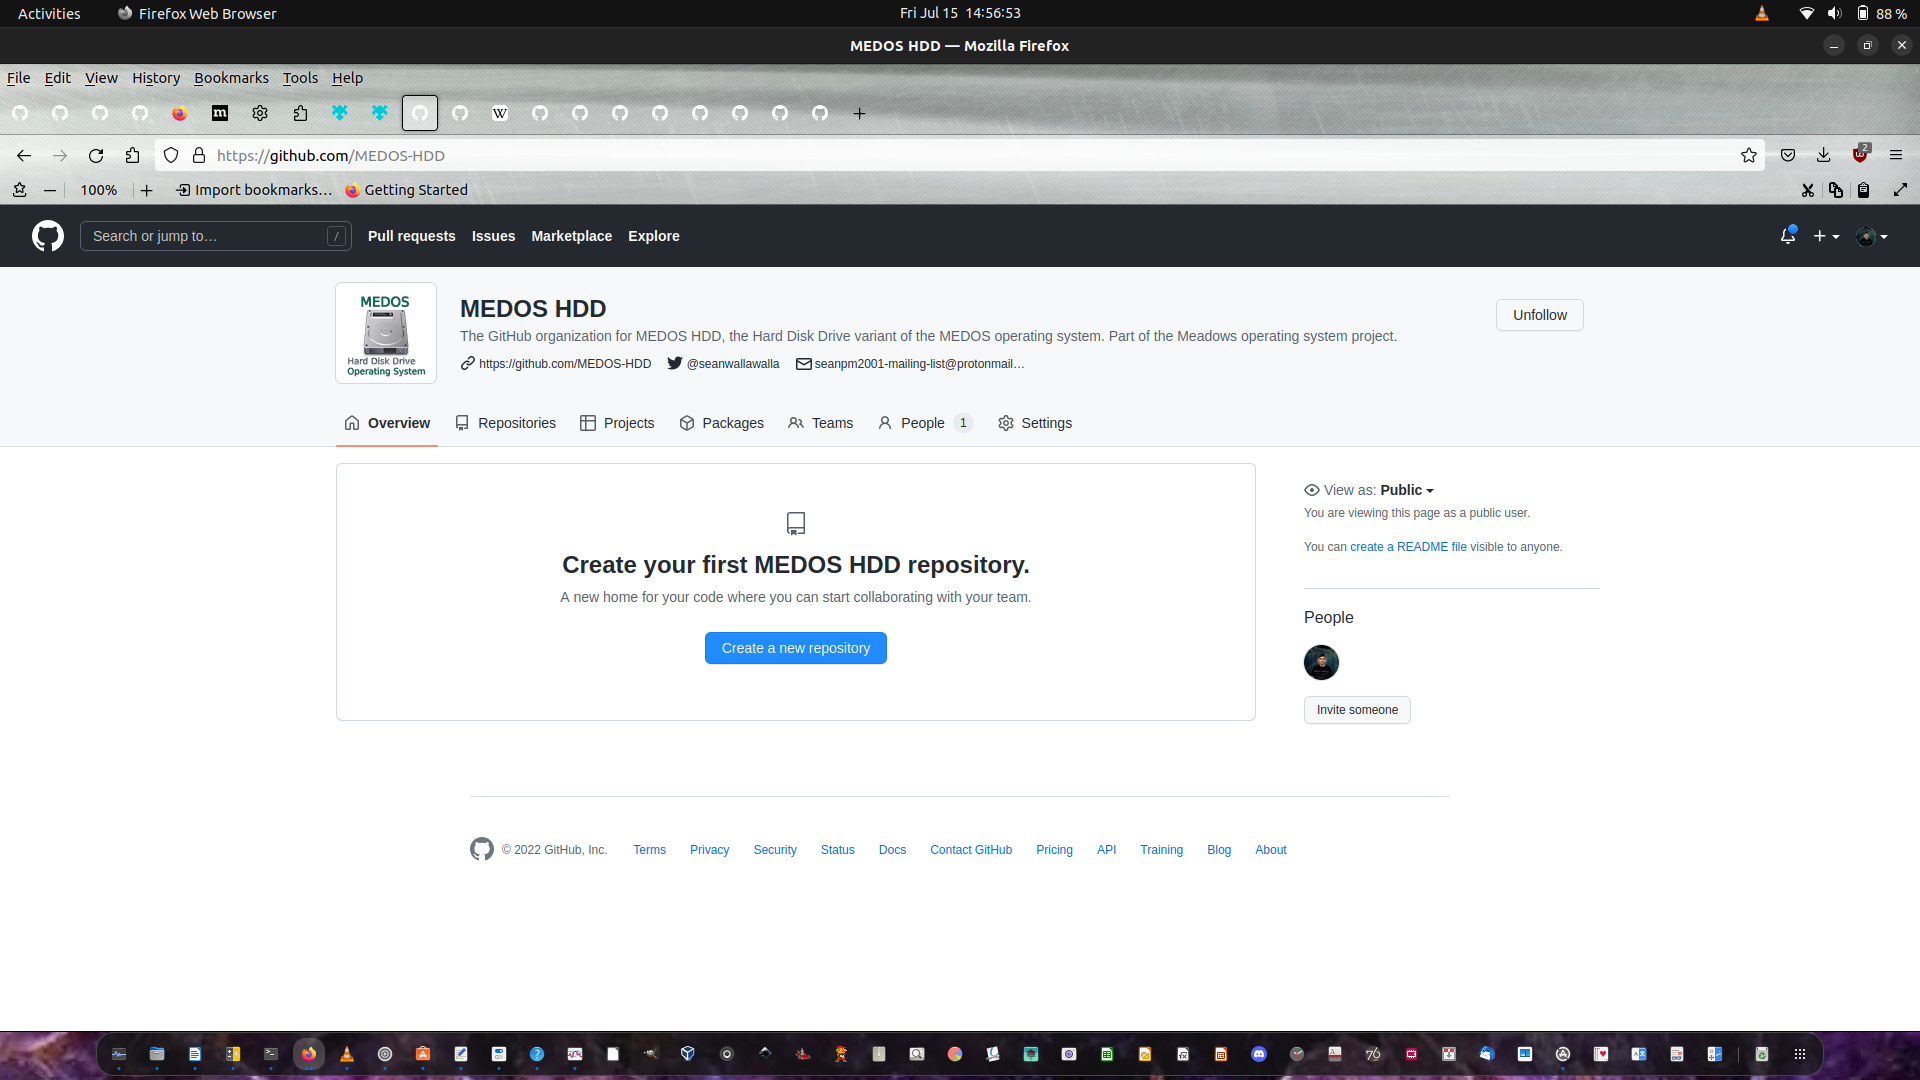 Activities
Firefox Web Browser
Fri Jul 15 14:56:53
88 %
MEDOS HDD — Mozilla Firefox
File Edit View History Bookmarks Tools Help
m
W
https://github.com/MEDOS-HDD
2
100%
Import bookmarks…
Getting Started
Search or jump to…
/
Pull requests
Issues
Marketplace
Explore
MEDOS
Hard Disk Drive
Operating System
MEDOS HDD
The GitHub organization for MEDOS HDD, the Hard Disk Drive variant of the MEDOS operating system. Part of the Meadows operating system project.
https://github.com/MEDOS-HDD
@seanwallawalla
seanpm2001-mailing-list@protonmail…
Unfollow
Overview
Repositories
Projects
Packages
Teams
People 1
Settings
Create your first MEDOS HDD repository.
A new home for your code where you can start collaborating with your team.
Create a new repository
View as: Public
You are viewing this page as a public user.
You can create a README file visible to anyone.
People
Invite someone
© 2022 GitHub, Inc.
Terms
Privacy
Security
Status
Docs
Contact GitHub
Pricing
API
Training
Blog
About